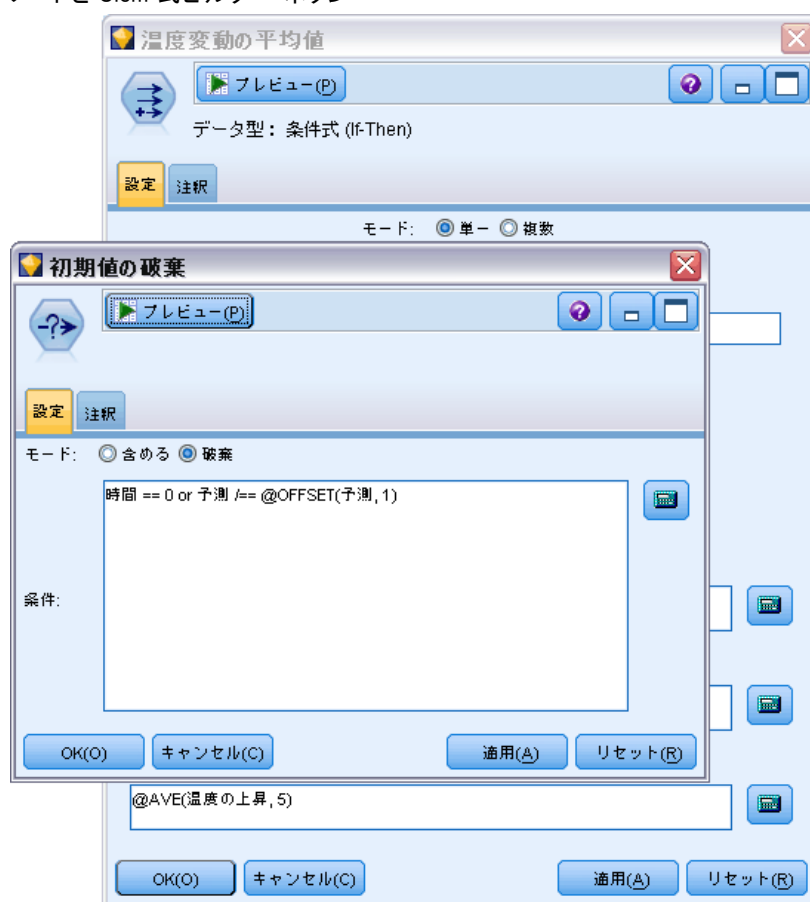 温度変動の平均値
プレビュー(P)
データ型： 条件式 (If-Then)
設定 注釈
モード: 単一 複数
初期値の破棄
プレビュー(P)
設定 注釈
モード: 含める 破棄
時間 == 0 or 予測 /== @OFFSET(予測, 1)
条件:
OK(O) キャンセル(C) 適用(A) リセット(R)
@AVE(温度の上昇, 5)
OK(O) キャンセル(C) 適用(A) リセット(R)